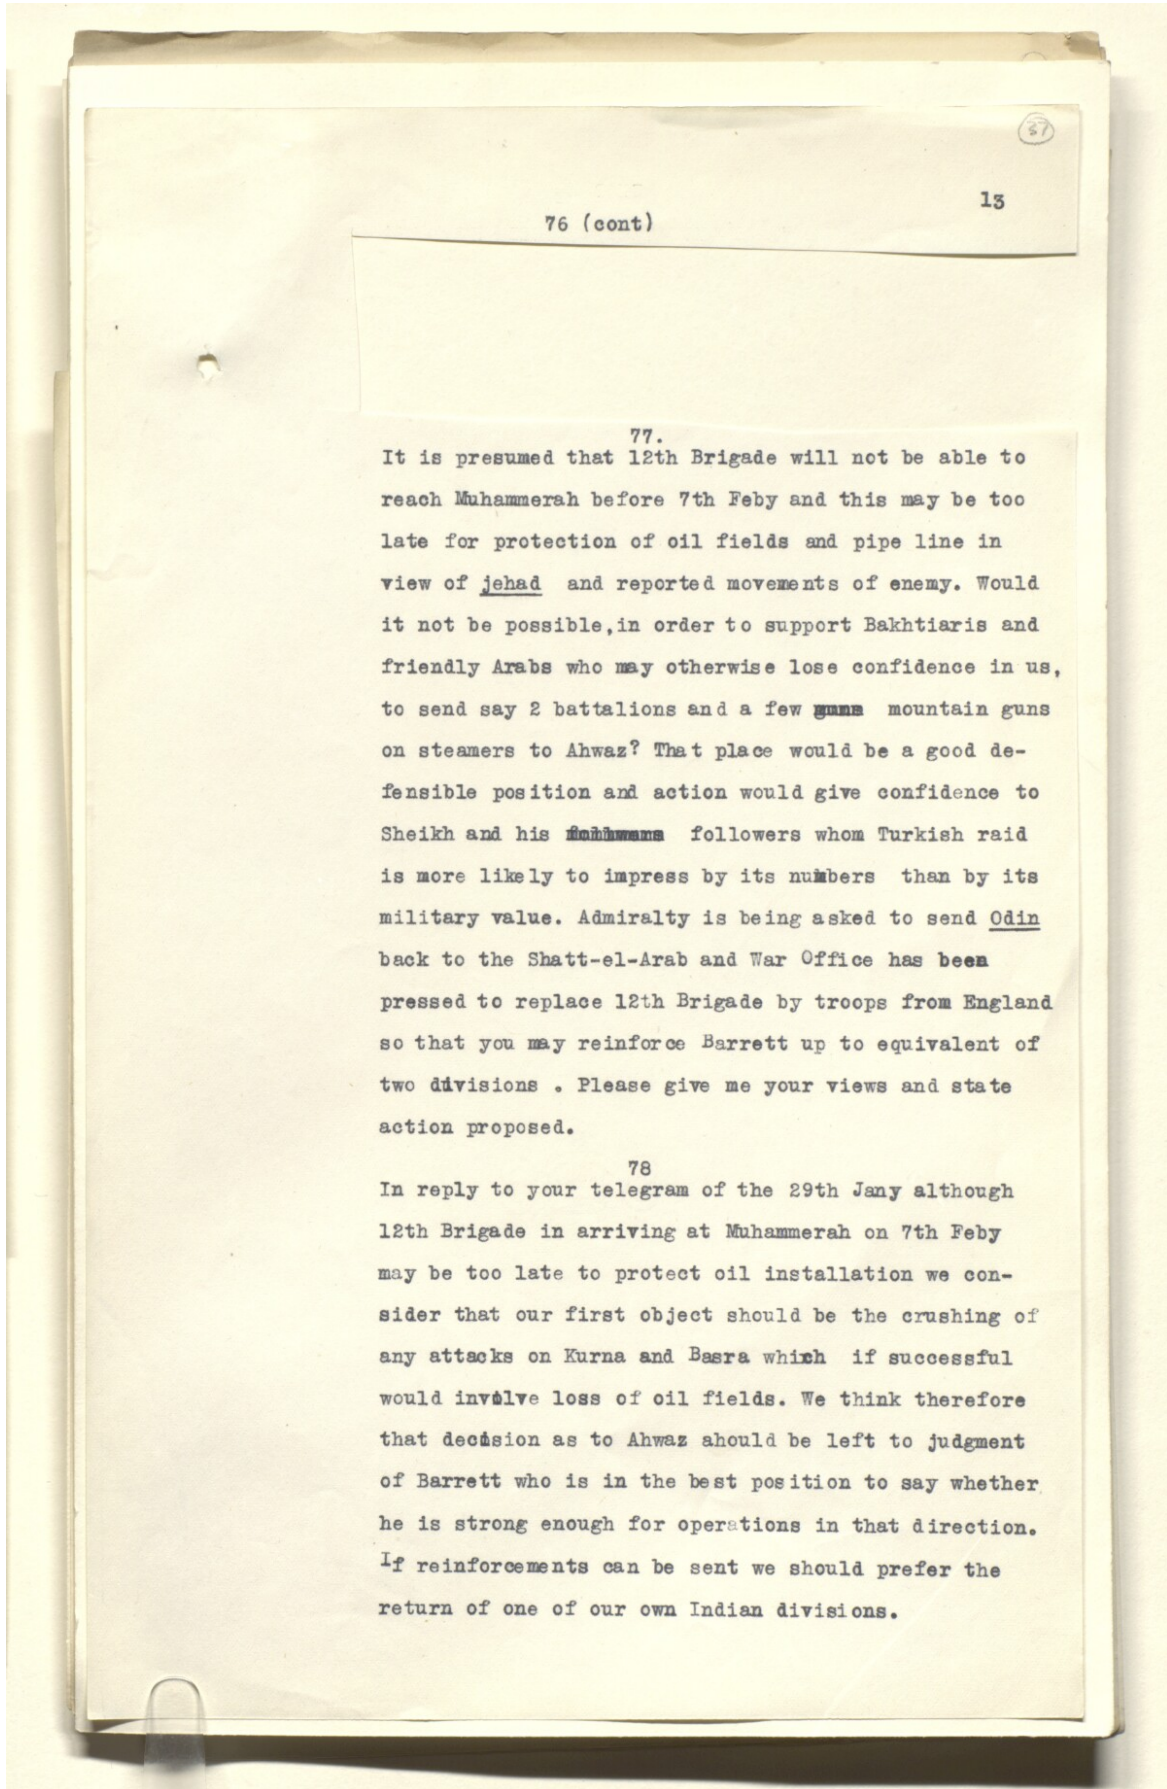 37
13
76 (cont)
77.
It is presumed that 12th Brigade will not be able to
reach Muhammerah before 7th Feby and this may be too
late for protection of oil fields and pipe line in
view of jehad and reported movements of enemy. Would
it not be possible,in order to support Bakhtiaris and
friendly Arabs who may otherwise lose confidence in us,
to send say 2 battalions and a few mountain guns
on steamers to Ahwaz? That place would be a good de-
fensible position and action would give confidence to
Sheikh and his followers whom Turkish raid
is more likely to impress by its numbers than by its
military value. Admiralty is being asked to send Odin
back to the Shatt-el-Arab and War Office has been
pressed to replace 12th Brigade by troops from England
so that you may reinforce Barrett up to equivalent of
two divisions . Please give me your views and state
action proposed.
78
In reply to your telegram of the 29th Jany although
12th Brigade in arriving at Muhammerah on 7th Feby
may be too late to protect oil installation we con-
sider that our first object should be the crushing of
any attacks on Kurna and Basra which if successful
would involve loss of oil fields. We think therefore
that decision as to Ahwaz ahould be left to judgment
of Barrett who is in the best position to say whether
he is strong enough for operations in that direction.
If reinforcements can be sent we should prefer the
return of one of our own Indian divisions.